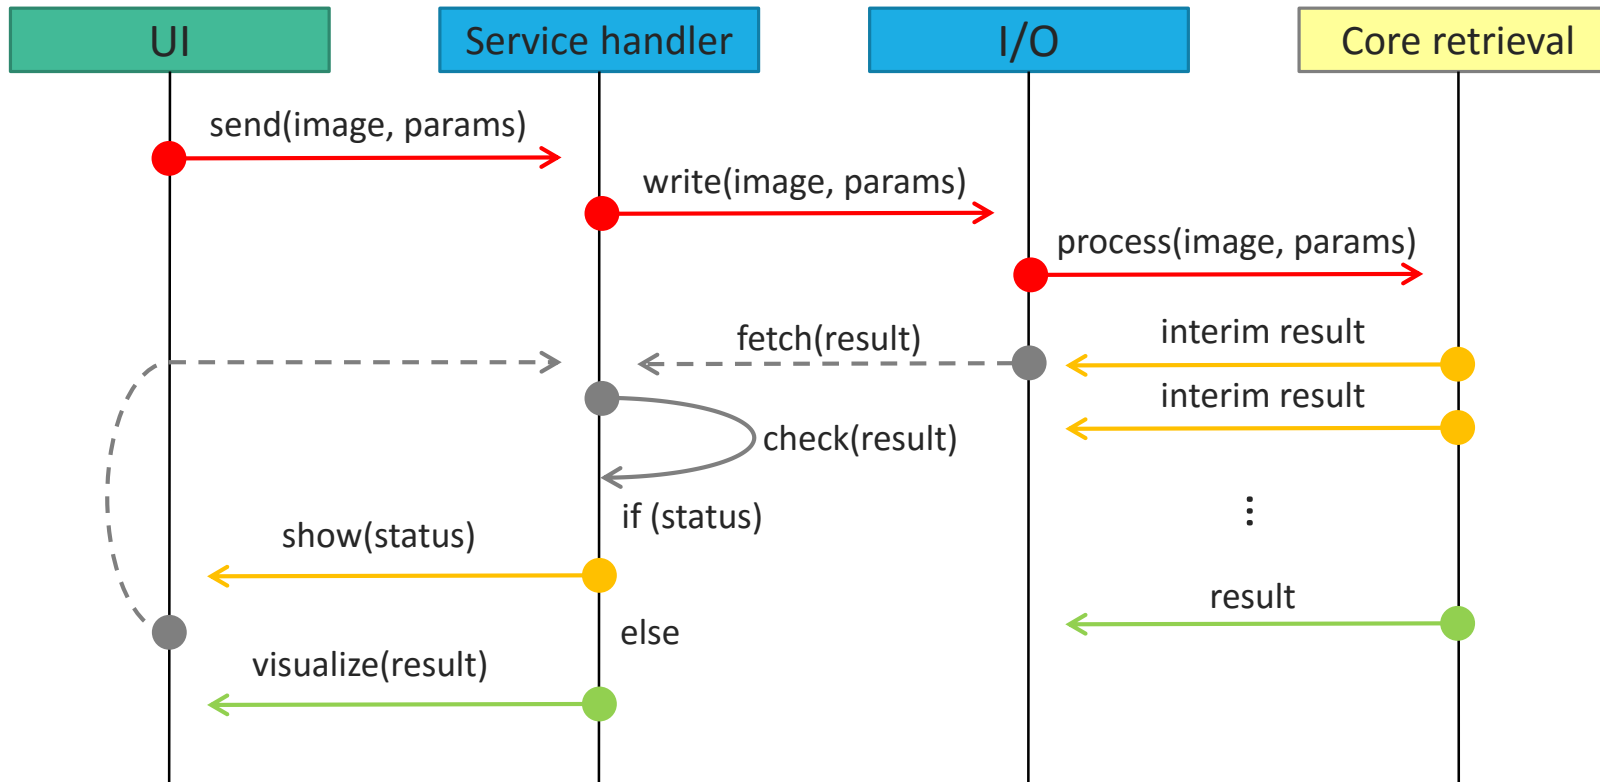 UI
Service handler
I/O
Core retrieval
send(image, params)
write(image, params)
process(image, params)
fetch(result)
interim result
interim result
check(result)
if (status)
⋮
show(status)
result
else
visualize(result)